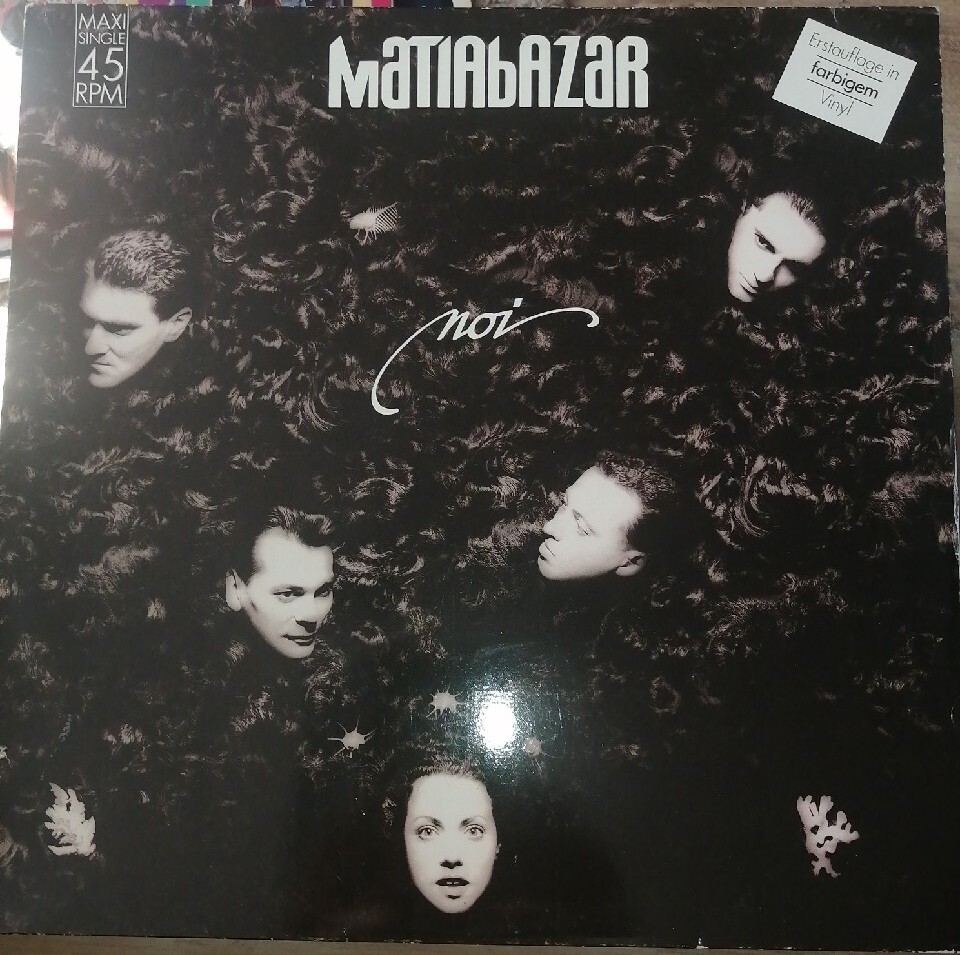 MAXI
SINGLE
45
RPM
MATIABAZAR
Erstauflage in
farbigem
Vinyl
noi